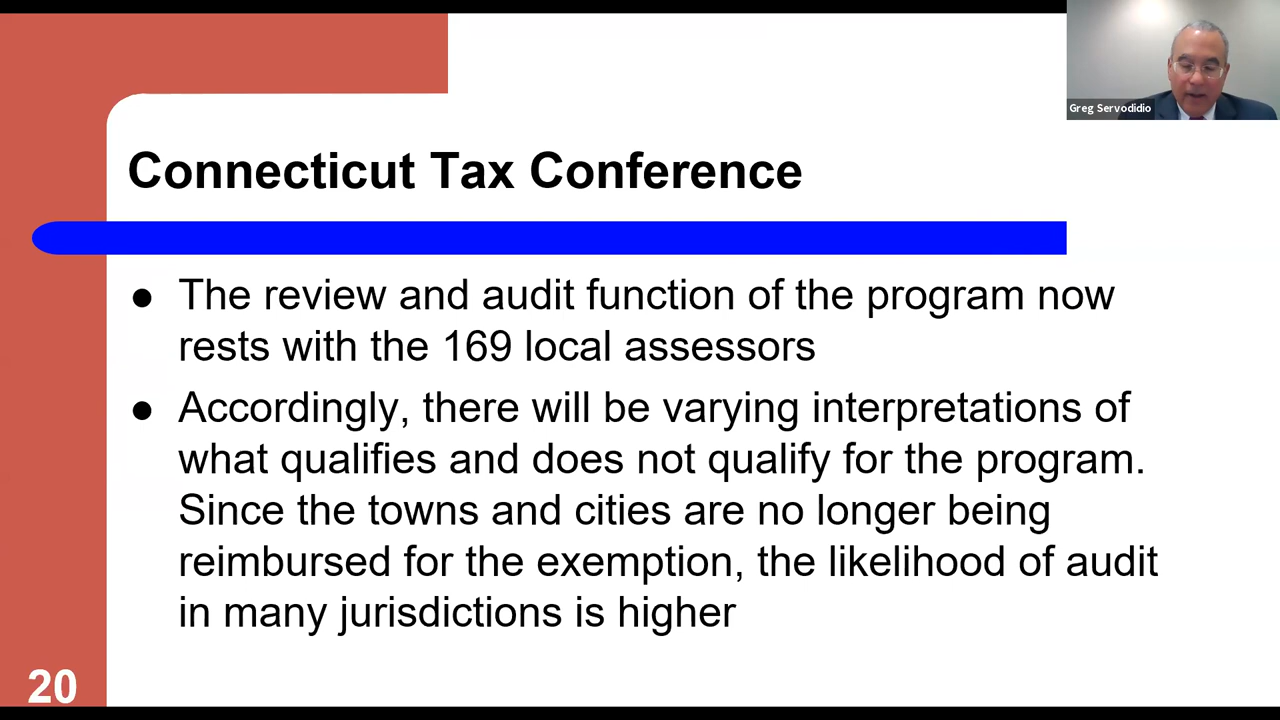 Greg Servodidio
Connecticut Tax Conference
● The review and audit function of the program now
rests with the 169 local assessors
● Accordingly, there will be varying interpretations of
what qualifies and does not qualify for the program.
Since the towns and cities are no longer being
reimbursed for the exemption, the likelihood of audit
in many jurisdictions is higher
20